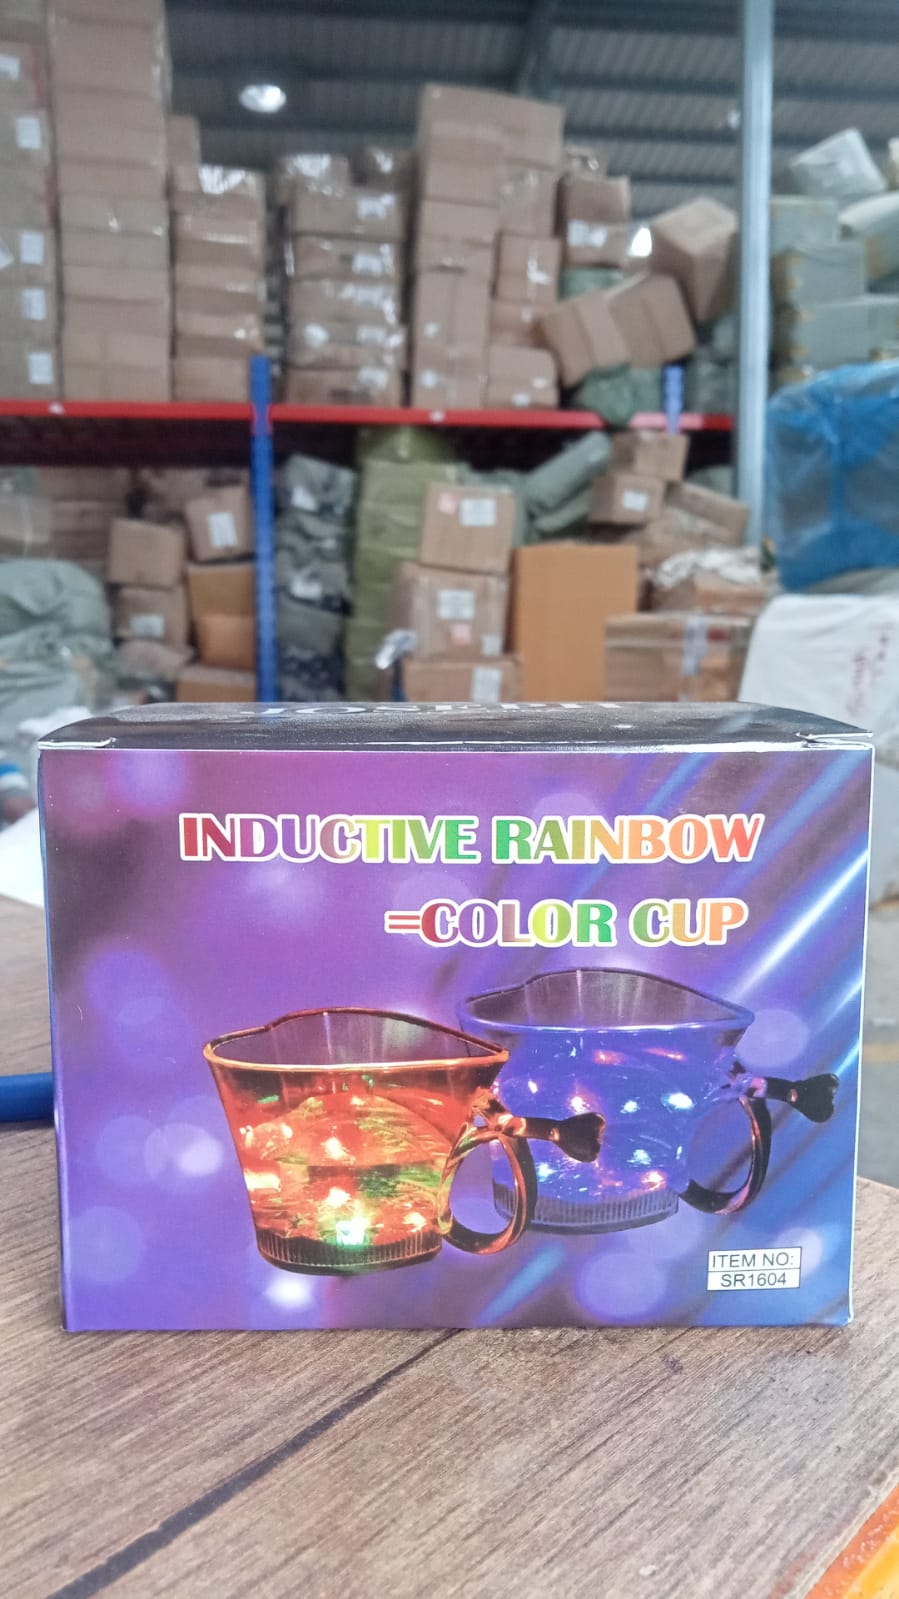 INDUCTIVE RAINBOW
=COLOR CUP
ITEM NO:
SR1604